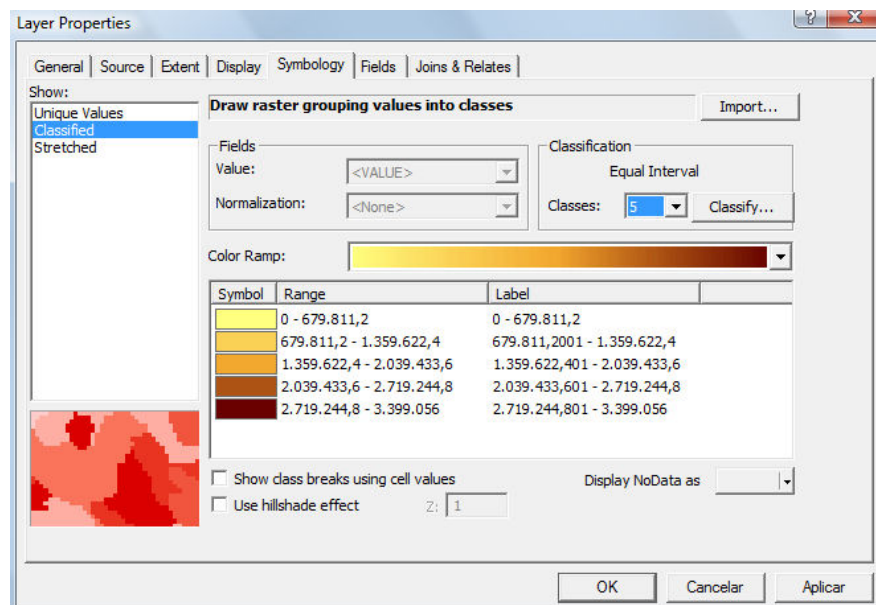 Layer Properties
? X
General Source Extent Display Symbology Fields Joins & Relates
Show:
Unique Values
Classified
Stretched
Draw raster grouping values into classes
Import...
Fields
Value: <VALUE>
Normalization: <None>
Classification
Equal Interval
Classes: 5 Classify...
Color Ramp:
Symbol Range Label
0 - 679.811,2 0 - 679.811,2
679.811,2 - 1.359.622,4 679.811,2001 - 1.359.622,4
1.359.622,4 - 2.039.433,6 1.359.622,401 - 2.039.433,6
2.039.433,6 - 2.719.244,8 2.039.433,601 - 2.719.244,8
2.719.244,8 - 3.399.056 2.719.244,801 - 3.399.056
Show class breaks using cell values Display NoData as
Use hillshade effect Z: 1
OK Cancelar Aplicar